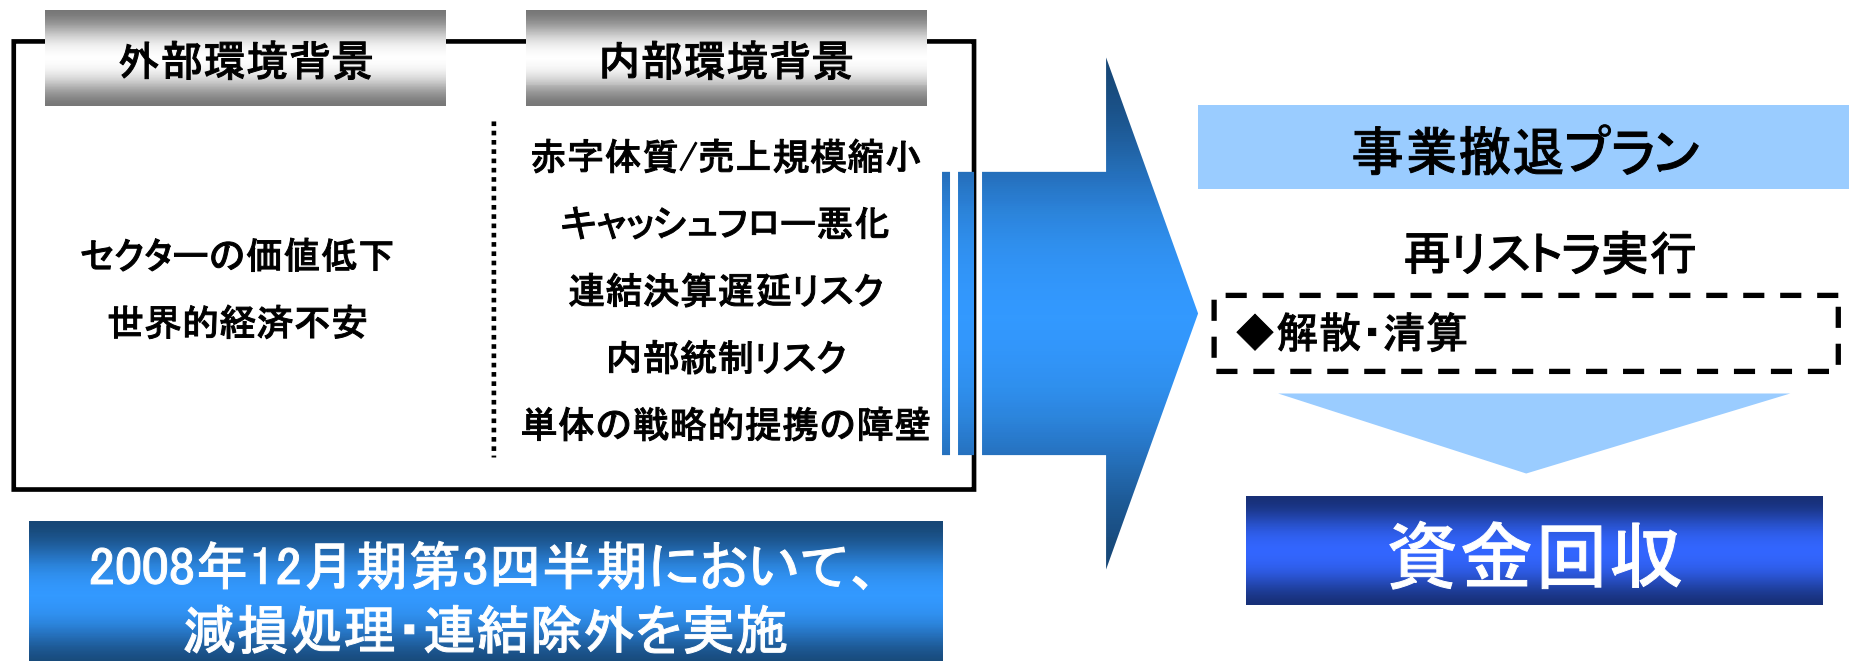 外部環境背景
セクターの価値低下
世界的経済不安
内部環境背景
赤字体質/売上規模縮小
キャッシュフロー悪化
連結決算遅延リスク
内部統制リスク
単体の戦略的提携の障壁
2008年12月期第3四半期において、
減損処理・連結除外を実施
事業撤退プラン
再リストラ実行
◆解散・清算
資金回収